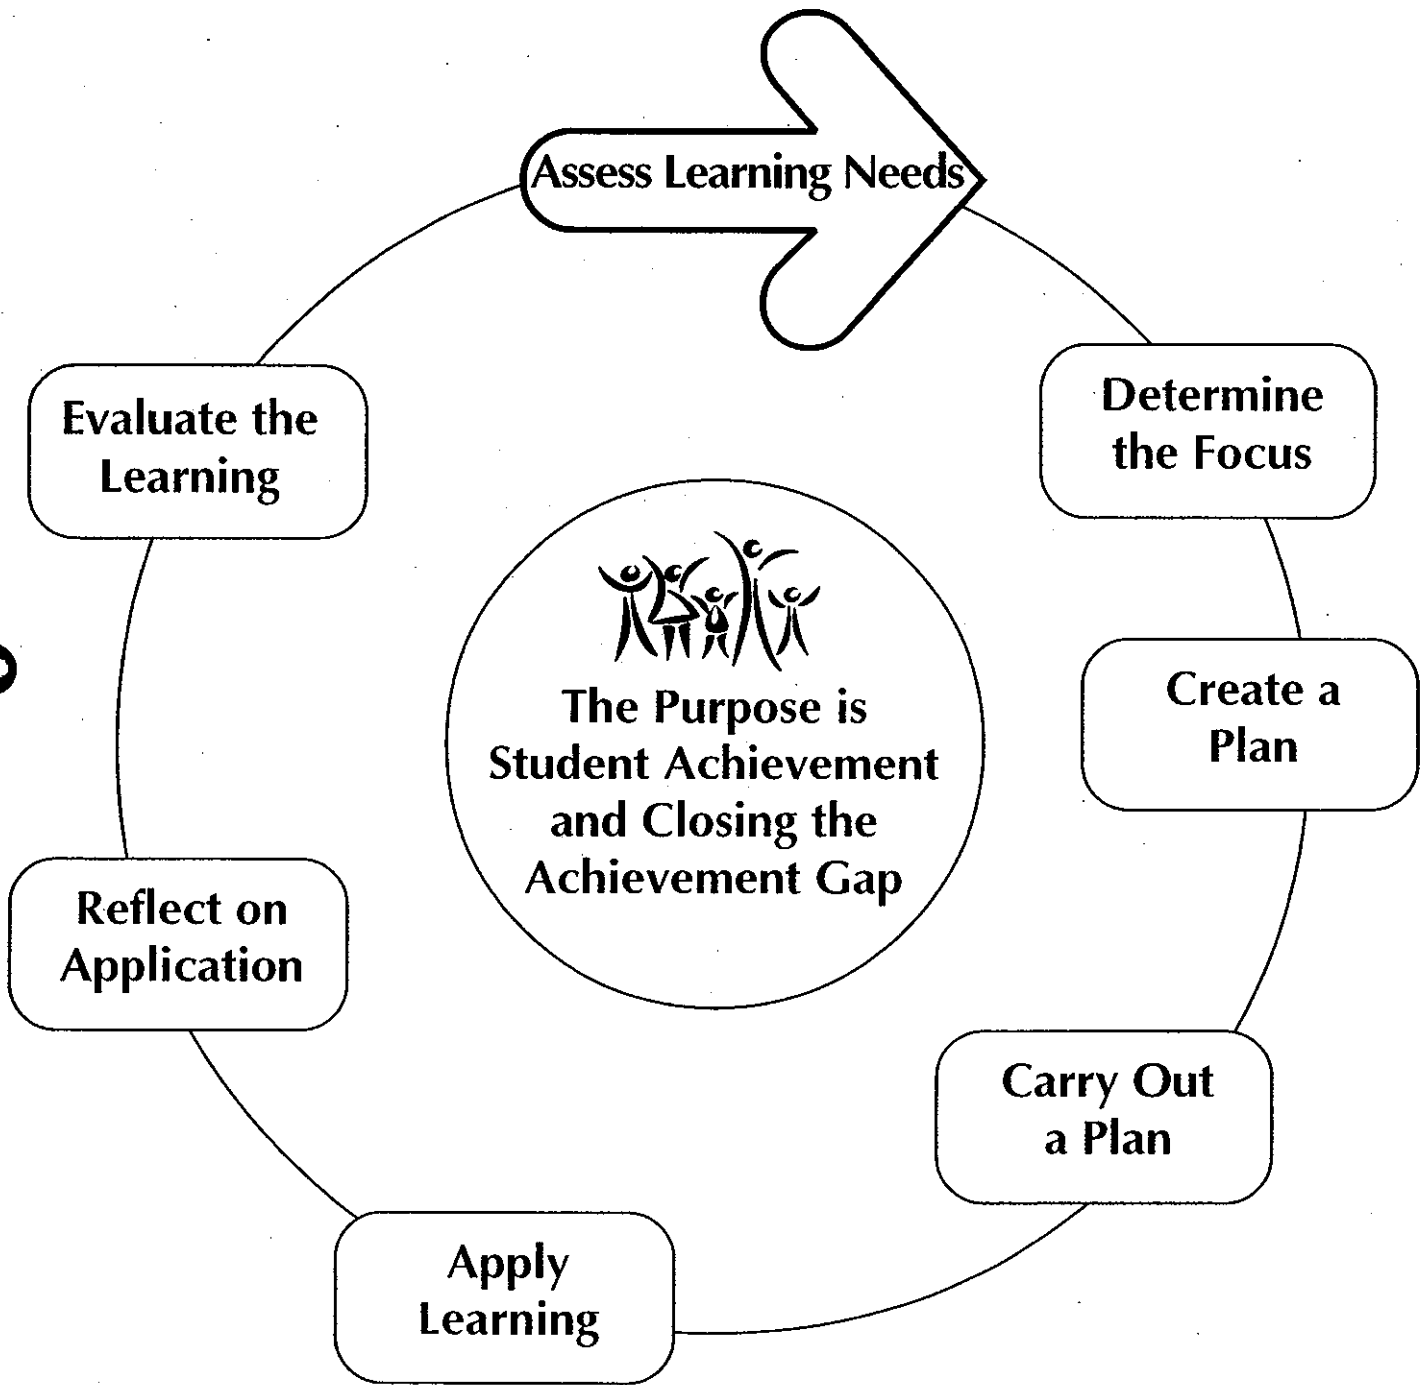 Assess Learning Needs
Determine
the Focus
Create a
Plan
Carry Out
a Plan
Apply
Learning
Reflect on
Application
Evaluate the
Learning
The Purpose is
Student Achievement
and Closing the
Achievement Gap